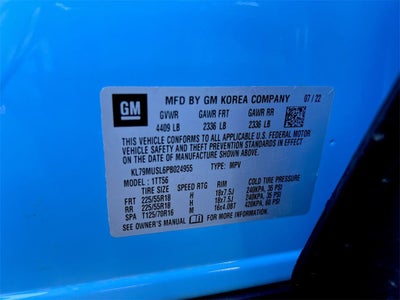 GM
MFD BY GM KOREA COMPANY 07 / 22
GVWR GAWR FRT GAWR RR
4409 LB 2336 LB 2336 LB
THIS VEHICLE CONFORMS TO ALL APPLICABLE U.S. FEDERAL MOTOR
VEHICLE SAFETY AND THEFT PREVENTION STANDARDS IN EFFECT ON
THE DATE OF MANUFACTURE SHOWN ABOVE.
KL79MUSL6PB024955 TYPE: MPV
MODEL : 1TT56
TIRE SIZE SPEED RTG RIM COLD TIRE PRESSURE
FRT 225/55R18 H 18x7.5J 240KPA, 35 PSI
RR 225/55R18 H 18x7.5J 240KPA, 35 PSI
SPA T125/70R16 M 16x4.0BT 420KPA, 60 PSI
SEE OWNER'S MANUAL FOR MORE INFORMATION.